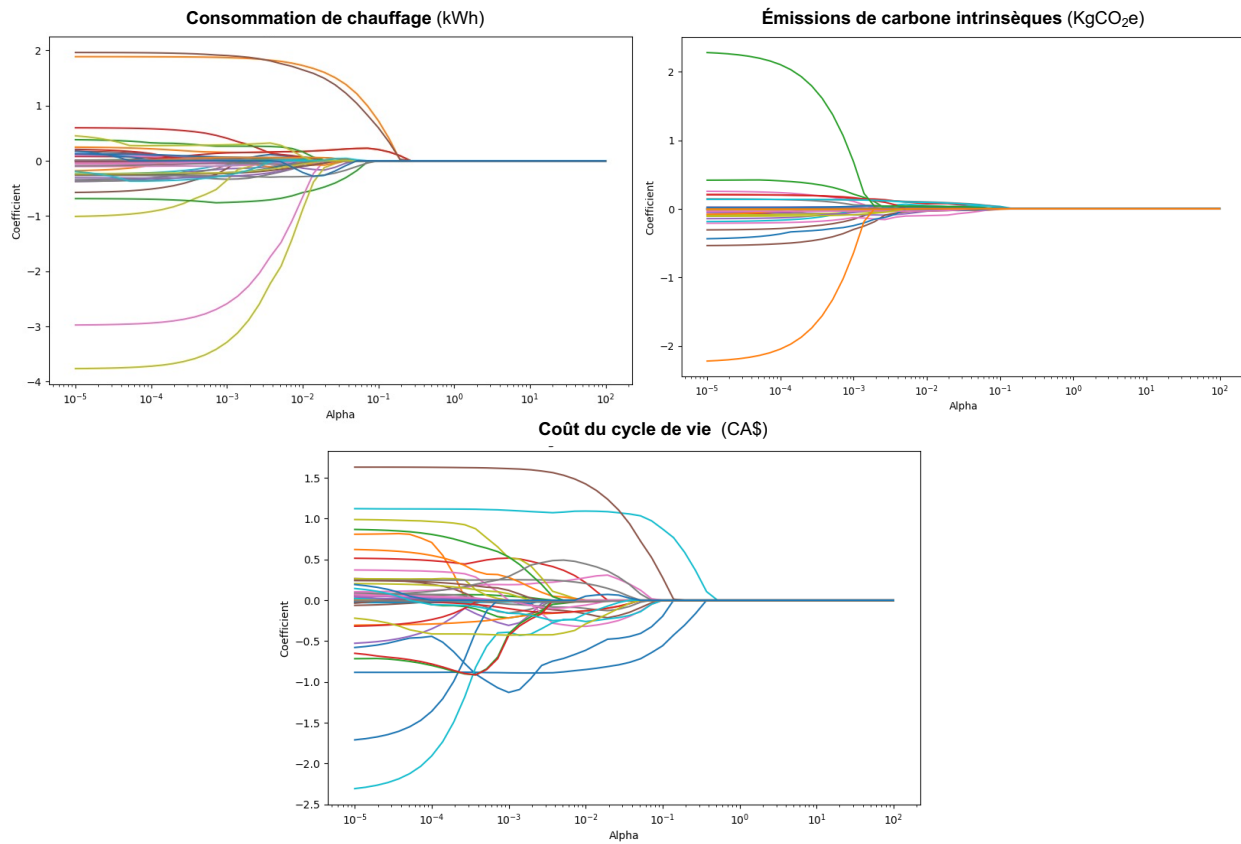 Consommation de chauffage (kWh)
2
1
0
−1
−2
−3
−4
Coefficient
10⁻⁵ 10⁻⁴ 10⁻³ 10⁻² 10⁻¹ 10⁰ 10¹ 10²
Alpha
Émissions de carbone intrinsèques (KgCO₂e)
2
1
0
−1
−2
Coefficient
10⁻⁵ 10⁻⁴ 10⁻³ 10⁻² 10⁻¹ 10⁰ 10¹ 10²
Alpha
Coût du cycle de vie (CA$)
1.5
1.0
0.5
0.0
−0.5
−1.0
−1.5
−2.0
−2.5
Coefficient
10⁻⁵ 10⁻⁴ 10⁻³ 10⁻² 10⁻¹ 10⁰ 10¹ 10²
Alpha